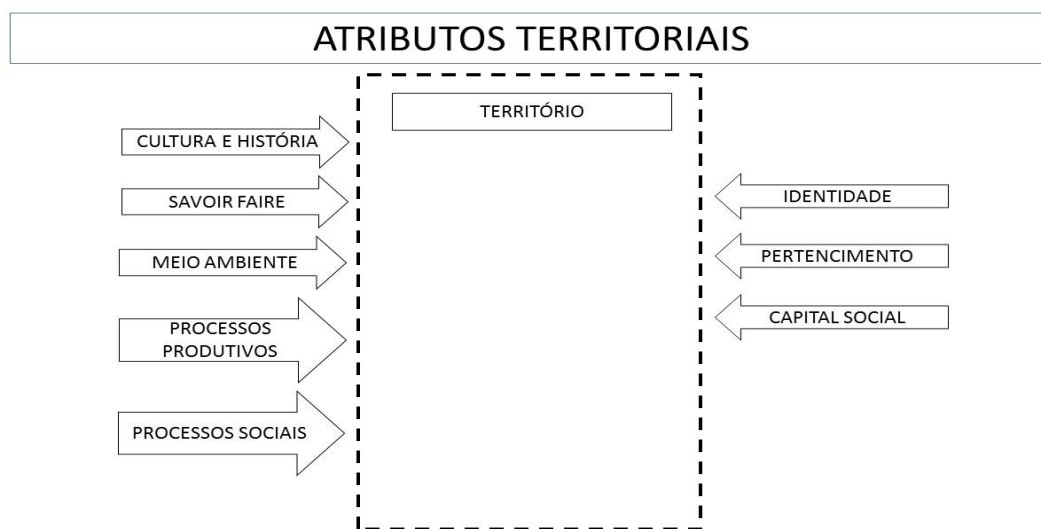 ATRIBUTOS TERRITORIAIS
TERRITÓRIO
CULTURA E HISTÓRIA
SAVOIR FAIRE
MEIO AMBIENTE
PROCESSOS
PRODUTIVOS
PROCESSOS SOCIAIS
IDENTIDADE
PERTENCIMENTO
CAPITAL SOCIAL